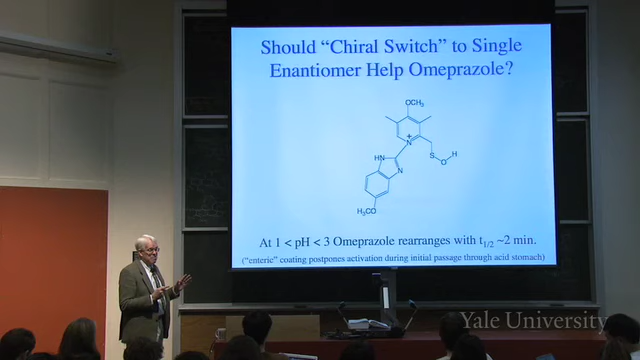 Should “Chiral Switch” to Single
Enantiomer Help Omeprazole?
OCH₃
N
+
HN
N
S
O
H
H₃CO
At 1 < pH < 3 Omeprazole rearranges with t₁/₂ ~2 min.
(“enteric” coating postpones activation during initial passage through acid stomach)
Yale University